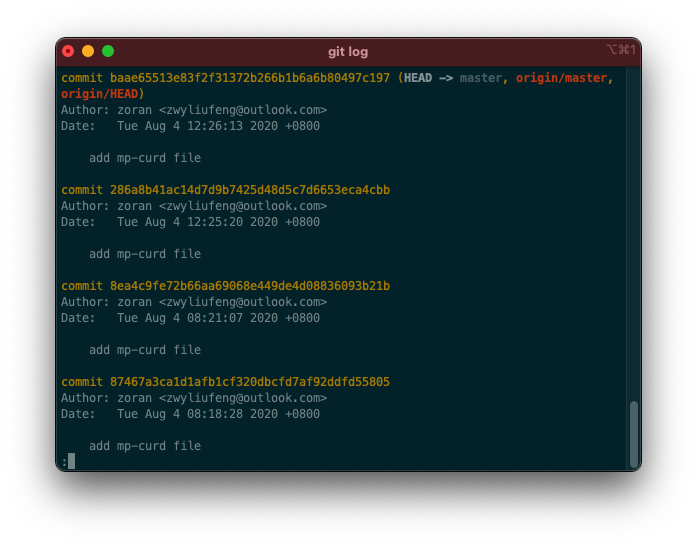 git log
⌥⌘1
commit baae65513e83f2f31372b266b1b6a6b80497c197 (HEAD -> master, origin/master,
origin/HEAD)
Author: zoran <zwyliufeng@outlook.com>
Date:   Tue Aug 4 12:26:13 2020 +0800
    add mp-curd file
commit 286a8b41ac14d7d9b7425d48d5c7d6653eca4cbb
Author: zoran <zwyliufeng@outlook.com>
Date:   Tue Aug 4 12:25:20 2020 +0800
    add mp-curd file
commit 8ea4c9fe72b66aa69068e449de4d08836093b21b
Author: zoran <zwyliufeng@outlook.com>
Date:   Tue Aug 4 08:21:07 2020 +0800
    add mp-curd file
commit 87467a3ca1d1afb1cf320dbcfd7af92ddfd55805
Author: zoran <zwyliufeng@outlook.com>
Date:   Tue Aug 4 08:18:28 2020 +0800
    add mp-curd file
: